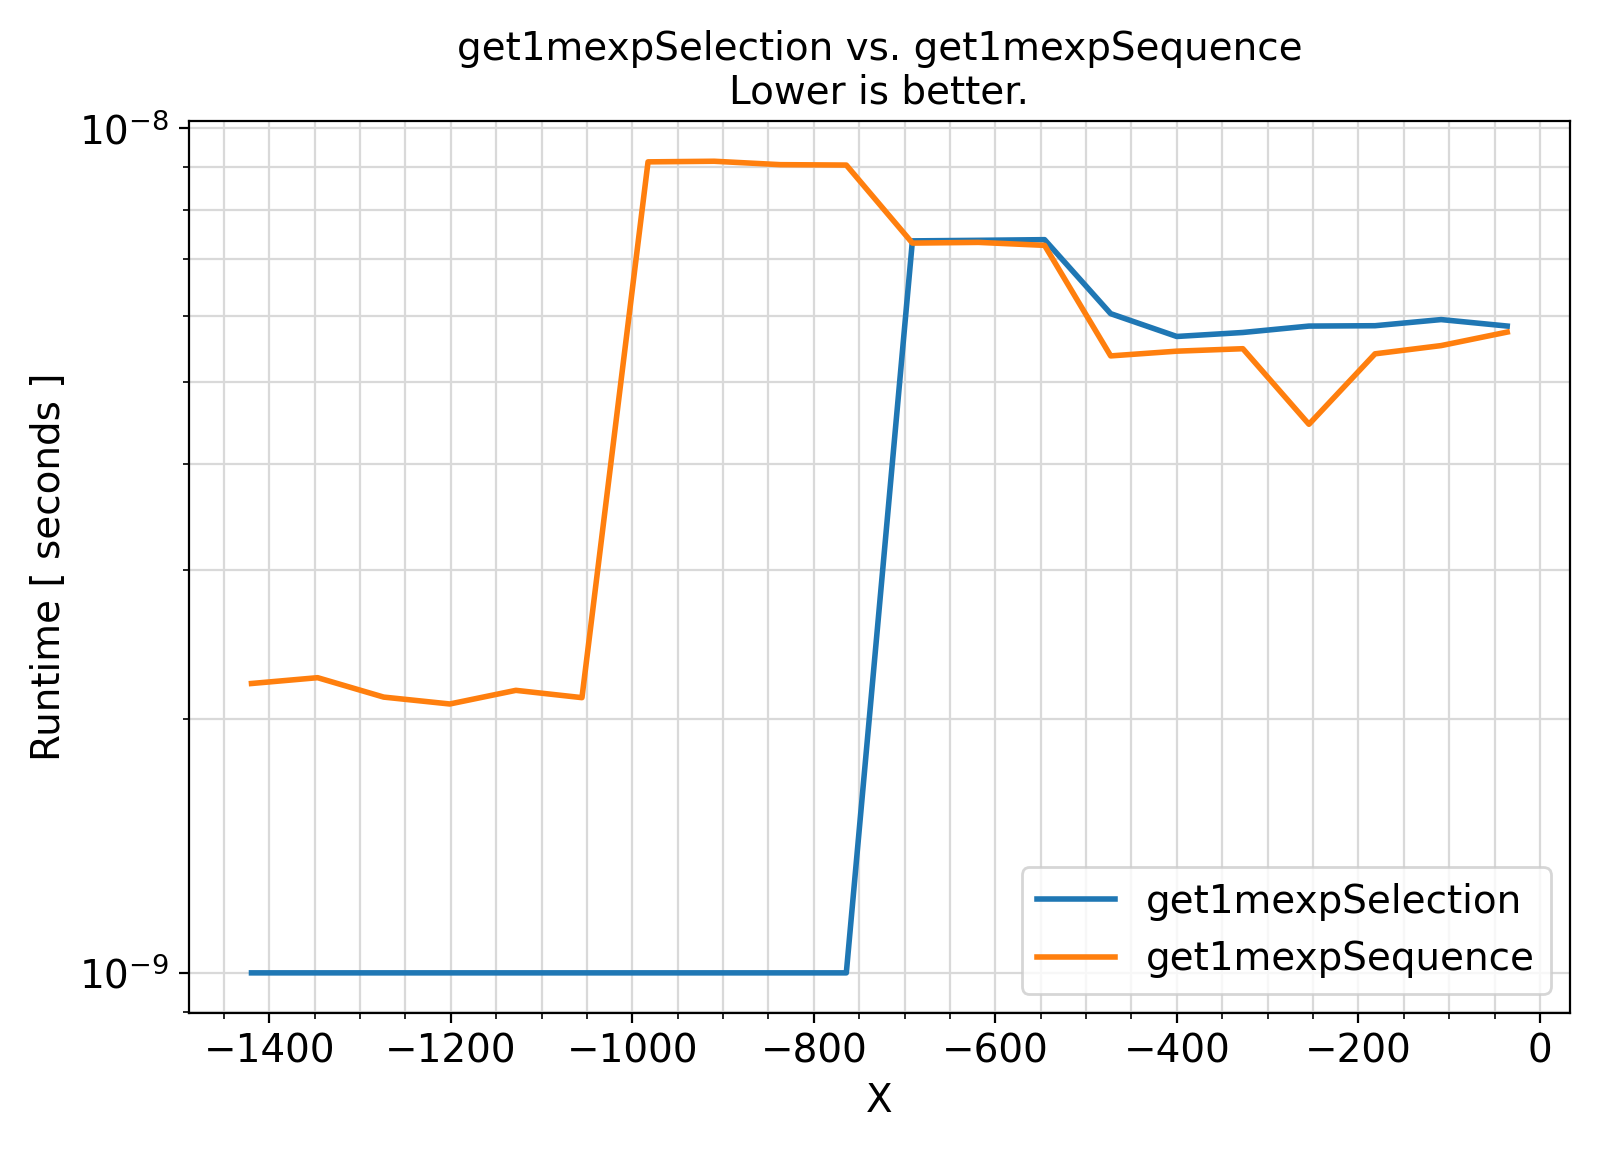 get1mexpSelection vs. get1mexpSequence
Lower is better.
10⁻⁸
10⁻⁹
Runtime [ seconds ]
get1mexpSelection
get1mexpSequence
−1400 −1200 −1000 −800 −600 −400 −200 0
X